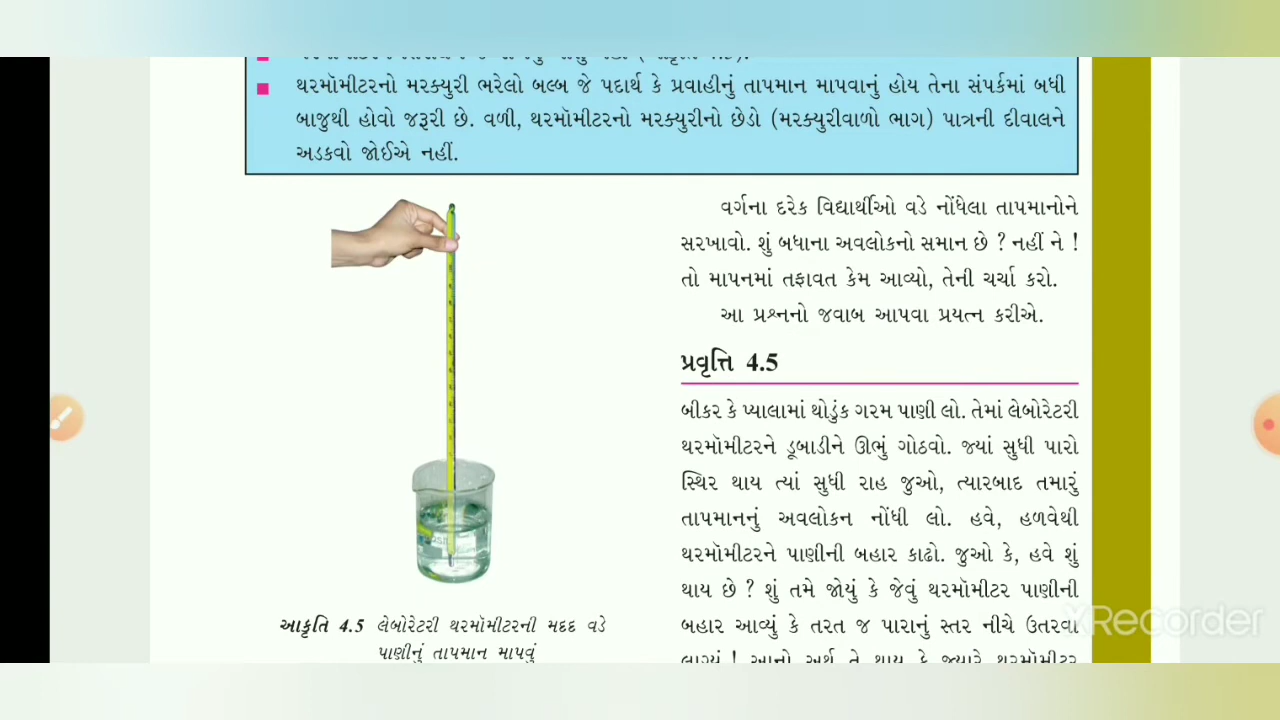 થરમૉમીટરનો મરક્યુરી ભરેલો બલ્બ જે પદાર્થ કે પ્રવાહીનું તાપમાન માપવાનું હોય તેના સંપર્કમાં બધી
બાજુથી હોવો જરૂરી છે. વળી, થરમૉમીટરનો મરક્યુરીનો છેડો (મરક્યુરીવાળો ભાગ) પાત્રની દીવાલને
અડકવો જોઈએ નહીં.
વર્ગના દરેક વિદ્યાર્થીઓ વડે નોંધેલા તાપમાનોને
સરખાવો. શું બધાના અવલોકનો સમાન છે ? નહીં ને !
તો માપનમાં તફાવત કેમ આવ્યો, તેની ચર્ચા કરો.
આ પ્રશ્નનો જવાબ આપવા પ્રયત્ન કરીએ.
પ્રવૃત્તિ 4.5
બીકર કે પ્યાલામાં થોડુંક ગરમ પાણી લો. તેમાં લેબોરેટરી
થરમૉમીટરને ડૂબાડીને ઊભું ગોઠવો. જ્યાં સુધી પારો
સ્થિર થાય ત્યાં સુધી રાહ જુઓ, ત્યારબાદ તમારું
તાપમાનનું અવલોકન નોંધી લો. હવે, હળવેથી
થરમૉમીટરને પાણીની બહાર કાઢો. જુઓ કે, હવે શું
થાય છે ? શું તમે જોયું કે જેવું થરમૉમીટર પાણીની
બહાર આવ્યું કે તરત જ પારાનું સ્તર નીચે ઉતરવા
લાગ્યું ! આનો અર્થ તે થાય કે જ્યારે થરમૉમીટર
આકૃતિ 4.5 લેબોરેટરી થરમૉમીટરની મદદ વડે
પાણીનું તાપમાન માપવું
XRecorder